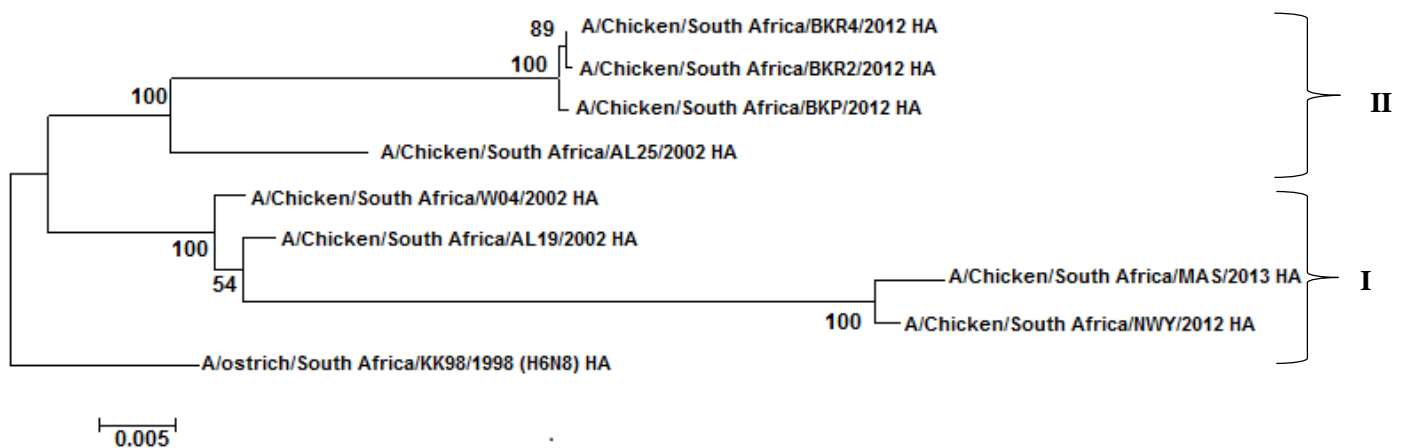 89
A/Chicken/South Africa/BKR4/2012 HA
100
A/Chicken/South Africa/BKR2/2012 HA
100
A/Chicken/South Africa/BKP/2012 HA
II
A/Chicken/South Africa/AL25/2002 HA
A/Chicken/South Africa/W04/2002 HA
100
A/Chicken/South Africa/AL19/2002 HA
54
A/Chicken/South Africa/MAS/2013 HA
I
100
A/Chicken/South Africa/NWY/2012 HA
A/ostrich/South Africa/KK98/1998 (H6N8) HA
0.005